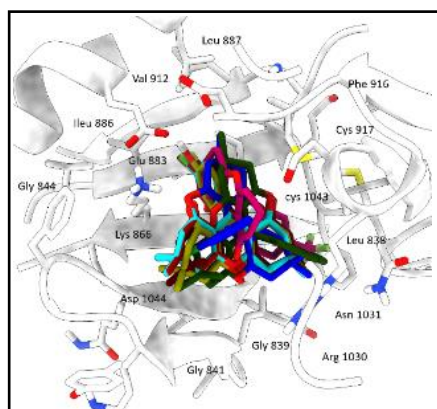 Leu 887
Val 912
Phe 916
Ileu 886
Cys 917
Glu 883
Gly 844
cys 1043
Lys 866
Leu 838
Asp 1044
Asn 1031
Gly 839
Arg 1030
Gly 841